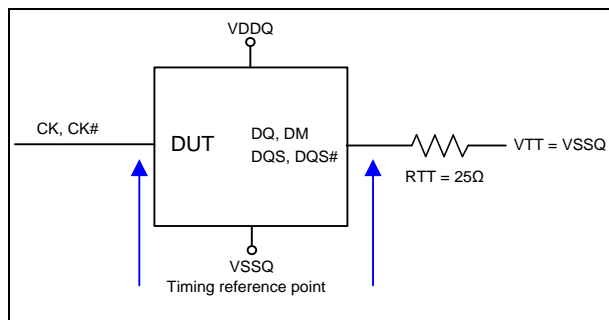 VDDQ
CK, CK#
DUT
DQ, DM
DQS, DQS#
VTT = VSSQ
RTT = 25Ω
VSSQ
Timing reference point